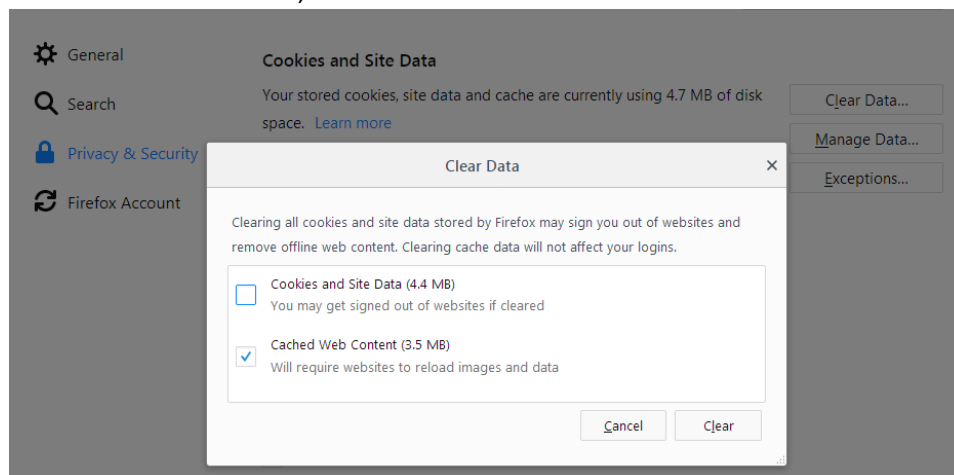 General
Cookies and Site Data
Search
Your stored cookies, site data and cache are currently using 4.7 MB of disk
space. Learn more
Clear Data...
Privacy & Security
Manage Data...
Firefox Account
Exceptions...
Clear Data
Clearing all cookies and site data stored by Firefox may sign you out of websites and
remove offline web content. Clearing cache data will not affect your logins.
Cookies and Site Data (4.4 MB)
You may get signed out of websites if cleared
Cached Web Content (3.5 MB)
Will require websites to reload images and data
Cancel
Clear